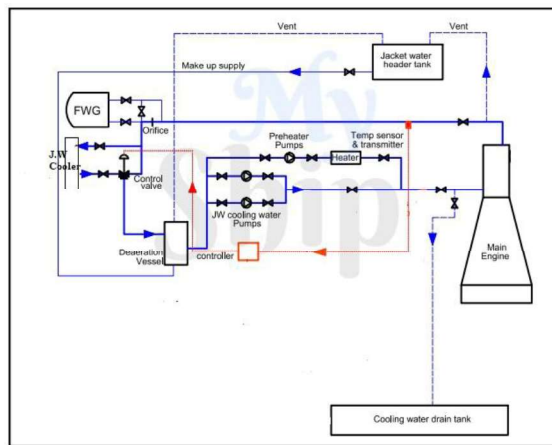 Vent
Vent
Jacket water
header tank
Make up supply
My
FWG
Orifice
Preheater
Pumps
Temp sensor
& transmitter
Heater
J.W
Cooler
Control
valve
Ship
JW cooling water
Pumps
Deaeration
Vessel
controller
Main
Engine
Cooling water drain tank